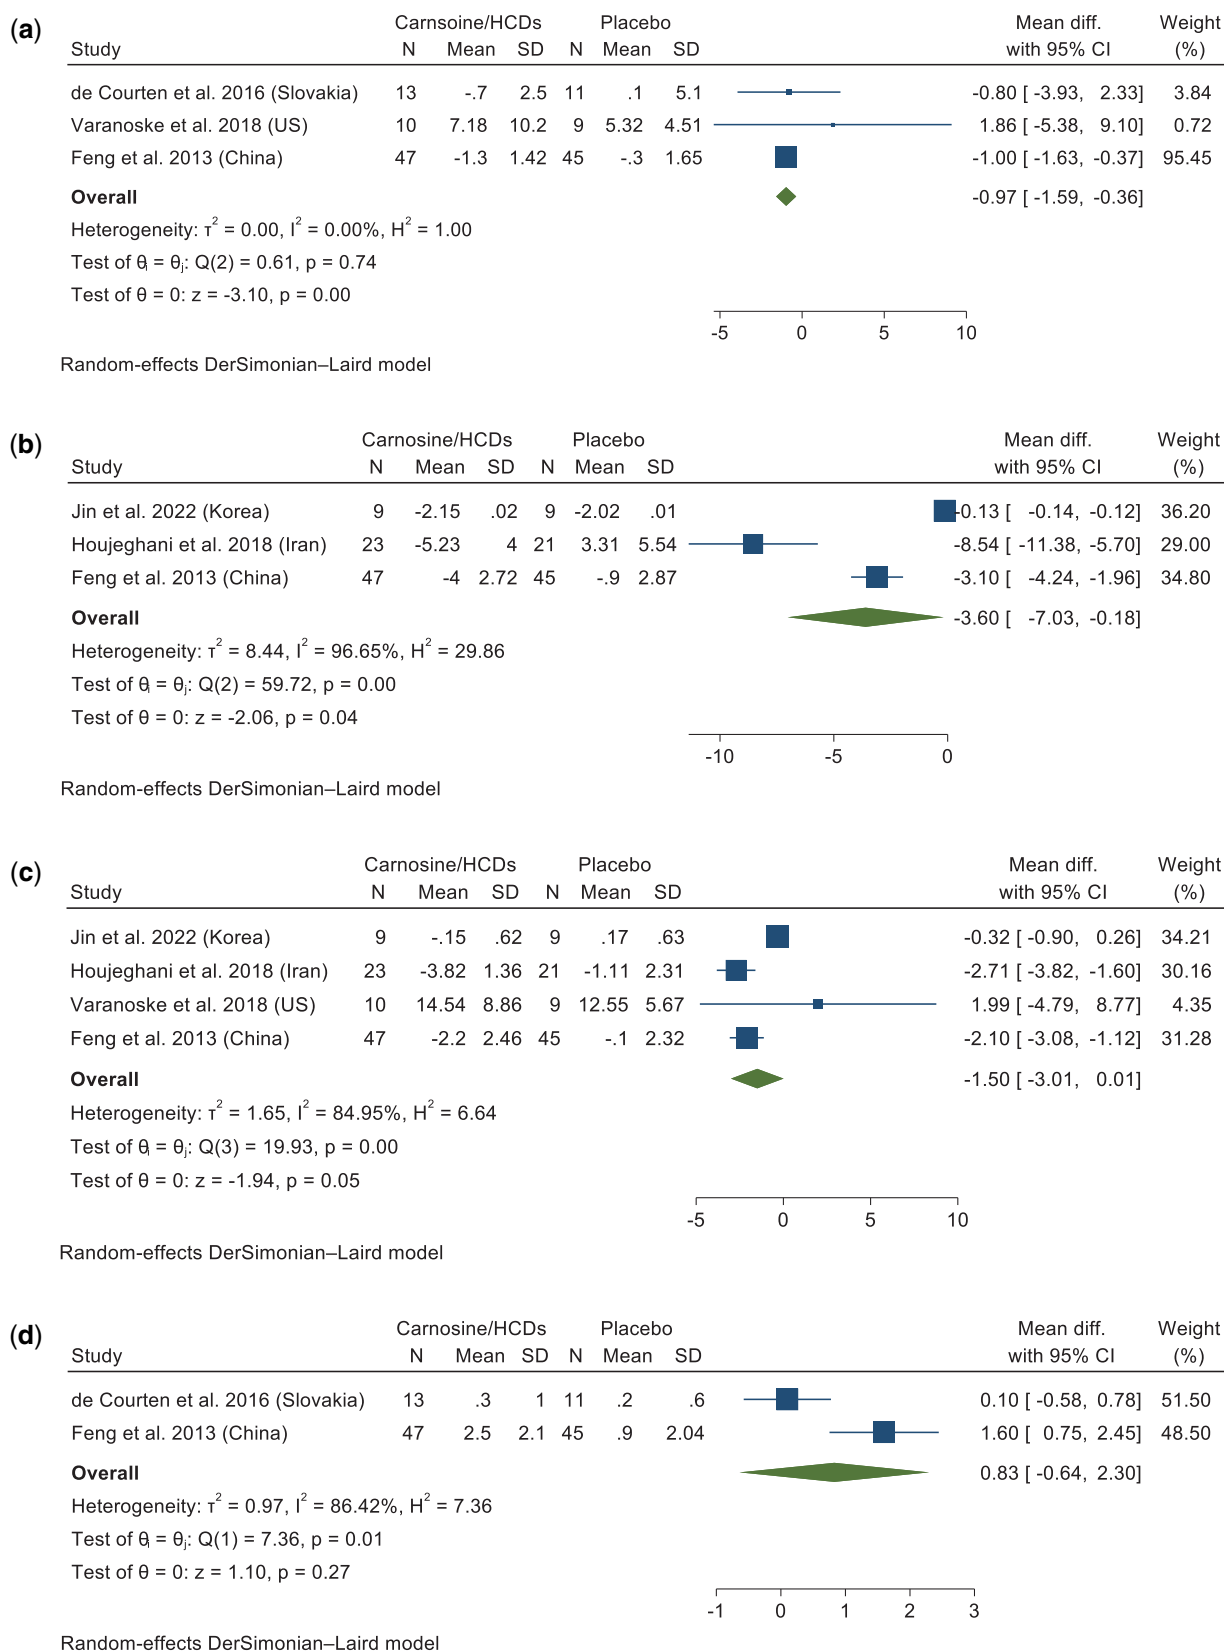 (a) Carnsoine/HCDs Placebo Mean diff. Weight
Study N Mean SD N Mean SD with 95% CI (%)
de Courten et al. 2016 (Slovakia) 13 -.7 2.5 11 .1 5.1 -0.80 [ -3.93, 2.33] 3.84
Varanoske et al. 2018 (US) 10 7.18 10.2 9 5.32 4.51 1.86 [ -5.38, 9.10] 0.72
Feng et al. 2013 (China) 47 -1.3 1.42 45 -.3 1.65 -1.00 [ -1.63, -0.37] 95.45
Overall -0.97 [ -1.59, -0.36]
Heterogeneity: τ² = 0.00, I² = 0.00%, H² = 1.00
Test of θᵢ = θⱼ: Q(2) = 0.61, p = 0.74
Test of θ = 0: z = -3.10, p = 0.00
-5 0 5 10
Random-effects DerSimonian–Laird model
(b) Carnosine/HCDs Placebo Mean diff. Weight
Study N Mean SD N Mean SD with 95% CI (%)
Jin et al. 2022 (Korea) 9 -2.15 .02 9 -2.02 .01 -0.13 [ -0.14, -0.12] 36.20
Houjeghani et al. 2018 (Iran) 23 -5.23 4 21 3.31 5.54 -8.54 [ -11.38, -5.70] 29.00
Feng et al. 2013 (China) 47 -4 2.72 45 -.9 2.87 -3.10 [ -4.24, -1.96] 34.80
Overall -3.60 [ -7.03, -0.18]
Heterogeneity: τ² = 8.44, I² = 96.65%, H² = 29.86
Test of θᵢ = θⱼ: Q(2) = 59.72, p = 0.00
Test of θ = 0: z = -2.06, p = 0.04
-10 -5 0
Random-effects DerSimonian–Laird model
(c) Carnosine/HCDs Placebo Mean diff. Weight
Study N Mean SD N Mean SD with 95% CI (%)
Jin et al. 2022 (Korea) 9 -.15 .62 9 .17 .63 -0.32 [ -0.90, 0.26] 34.21
Houjeghani et al. 2018 (Iran) 23 -3.82 1.36 21 -1.11 2.31 -2.71 [ -3.82, -1.60] 30.16
Varanoske et al. 2018 (US) 10 14.54 8.86 9 12.55 5.67 1.99 [ -4.79, 8.77] 4.35
Feng et al. 2013 (China) 47 -2.2 2.46 45 -.1 2.32 -2.10 [ -3.08, -1.12] 31.28
Overall -1.50 [ -3.01, 0.01]
Heterogeneity: τ² = 1.65, I² = 84.95%, H² = 6.64
Test of θᵢ = θⱼ: Q(3) = 19.93, p = 0.00
Test of θ = 0: z = -1.94, p = 0.05
-5 0 5 10
Random-effects DerSimonian–Laird model
(d) Carnosine/HCDs Placebo Mean diff. Weight
Study N Mean SD N Mean SD with 95% CI (%)
de Courten et al. 2016 (Slovakia) 13 .3 1 11 .2 .6 0.10 [ -0.58, 0.78] 51.50
Feng et al. 2013 (China) 47 2.5 2.1 45 .9 2.04 1.60 [ 0.75, 2.45] 48.50
Overall 0.83 [ -0.64, 2.30]
Heterogeneity: τ² = 0.97, I² = 86.42%, H² = 7.36
Test of θᵢ = θⱼ: Q(1) = 7.36, p = 0.01
Test of θ = 0: z = 1.10, p = 0.27
-1 0 1 2 3
Random-effects DerSimonian–Laird model